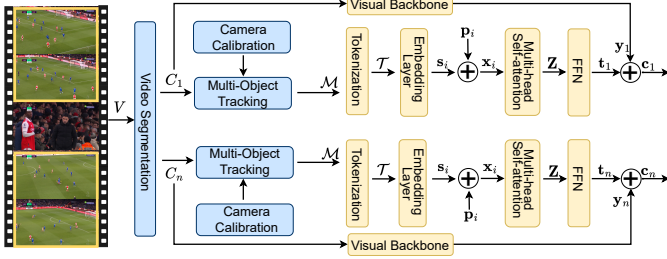 V
Video Segmentation
C₁
Camera
Calibration
Multi-Object
Tracking
ℳ
Tokenization
𝒯
Embedding
Layer
sᵢ
pᵢ
xᵢ
Multi-head
Self-attention
Z
FFN
t₁
Visual Backbone
y₁
c₁
Cₙ
Multi-Object
Tracking
Camera
Calibration
ℳ
Tokenization
𝒯
Embedding
Layer
sᵢ
pᵢ
xᵢ
Multi-head
Self-attention
Z
FFN
tₙ
Visual Backbone
yₙ
cₙ